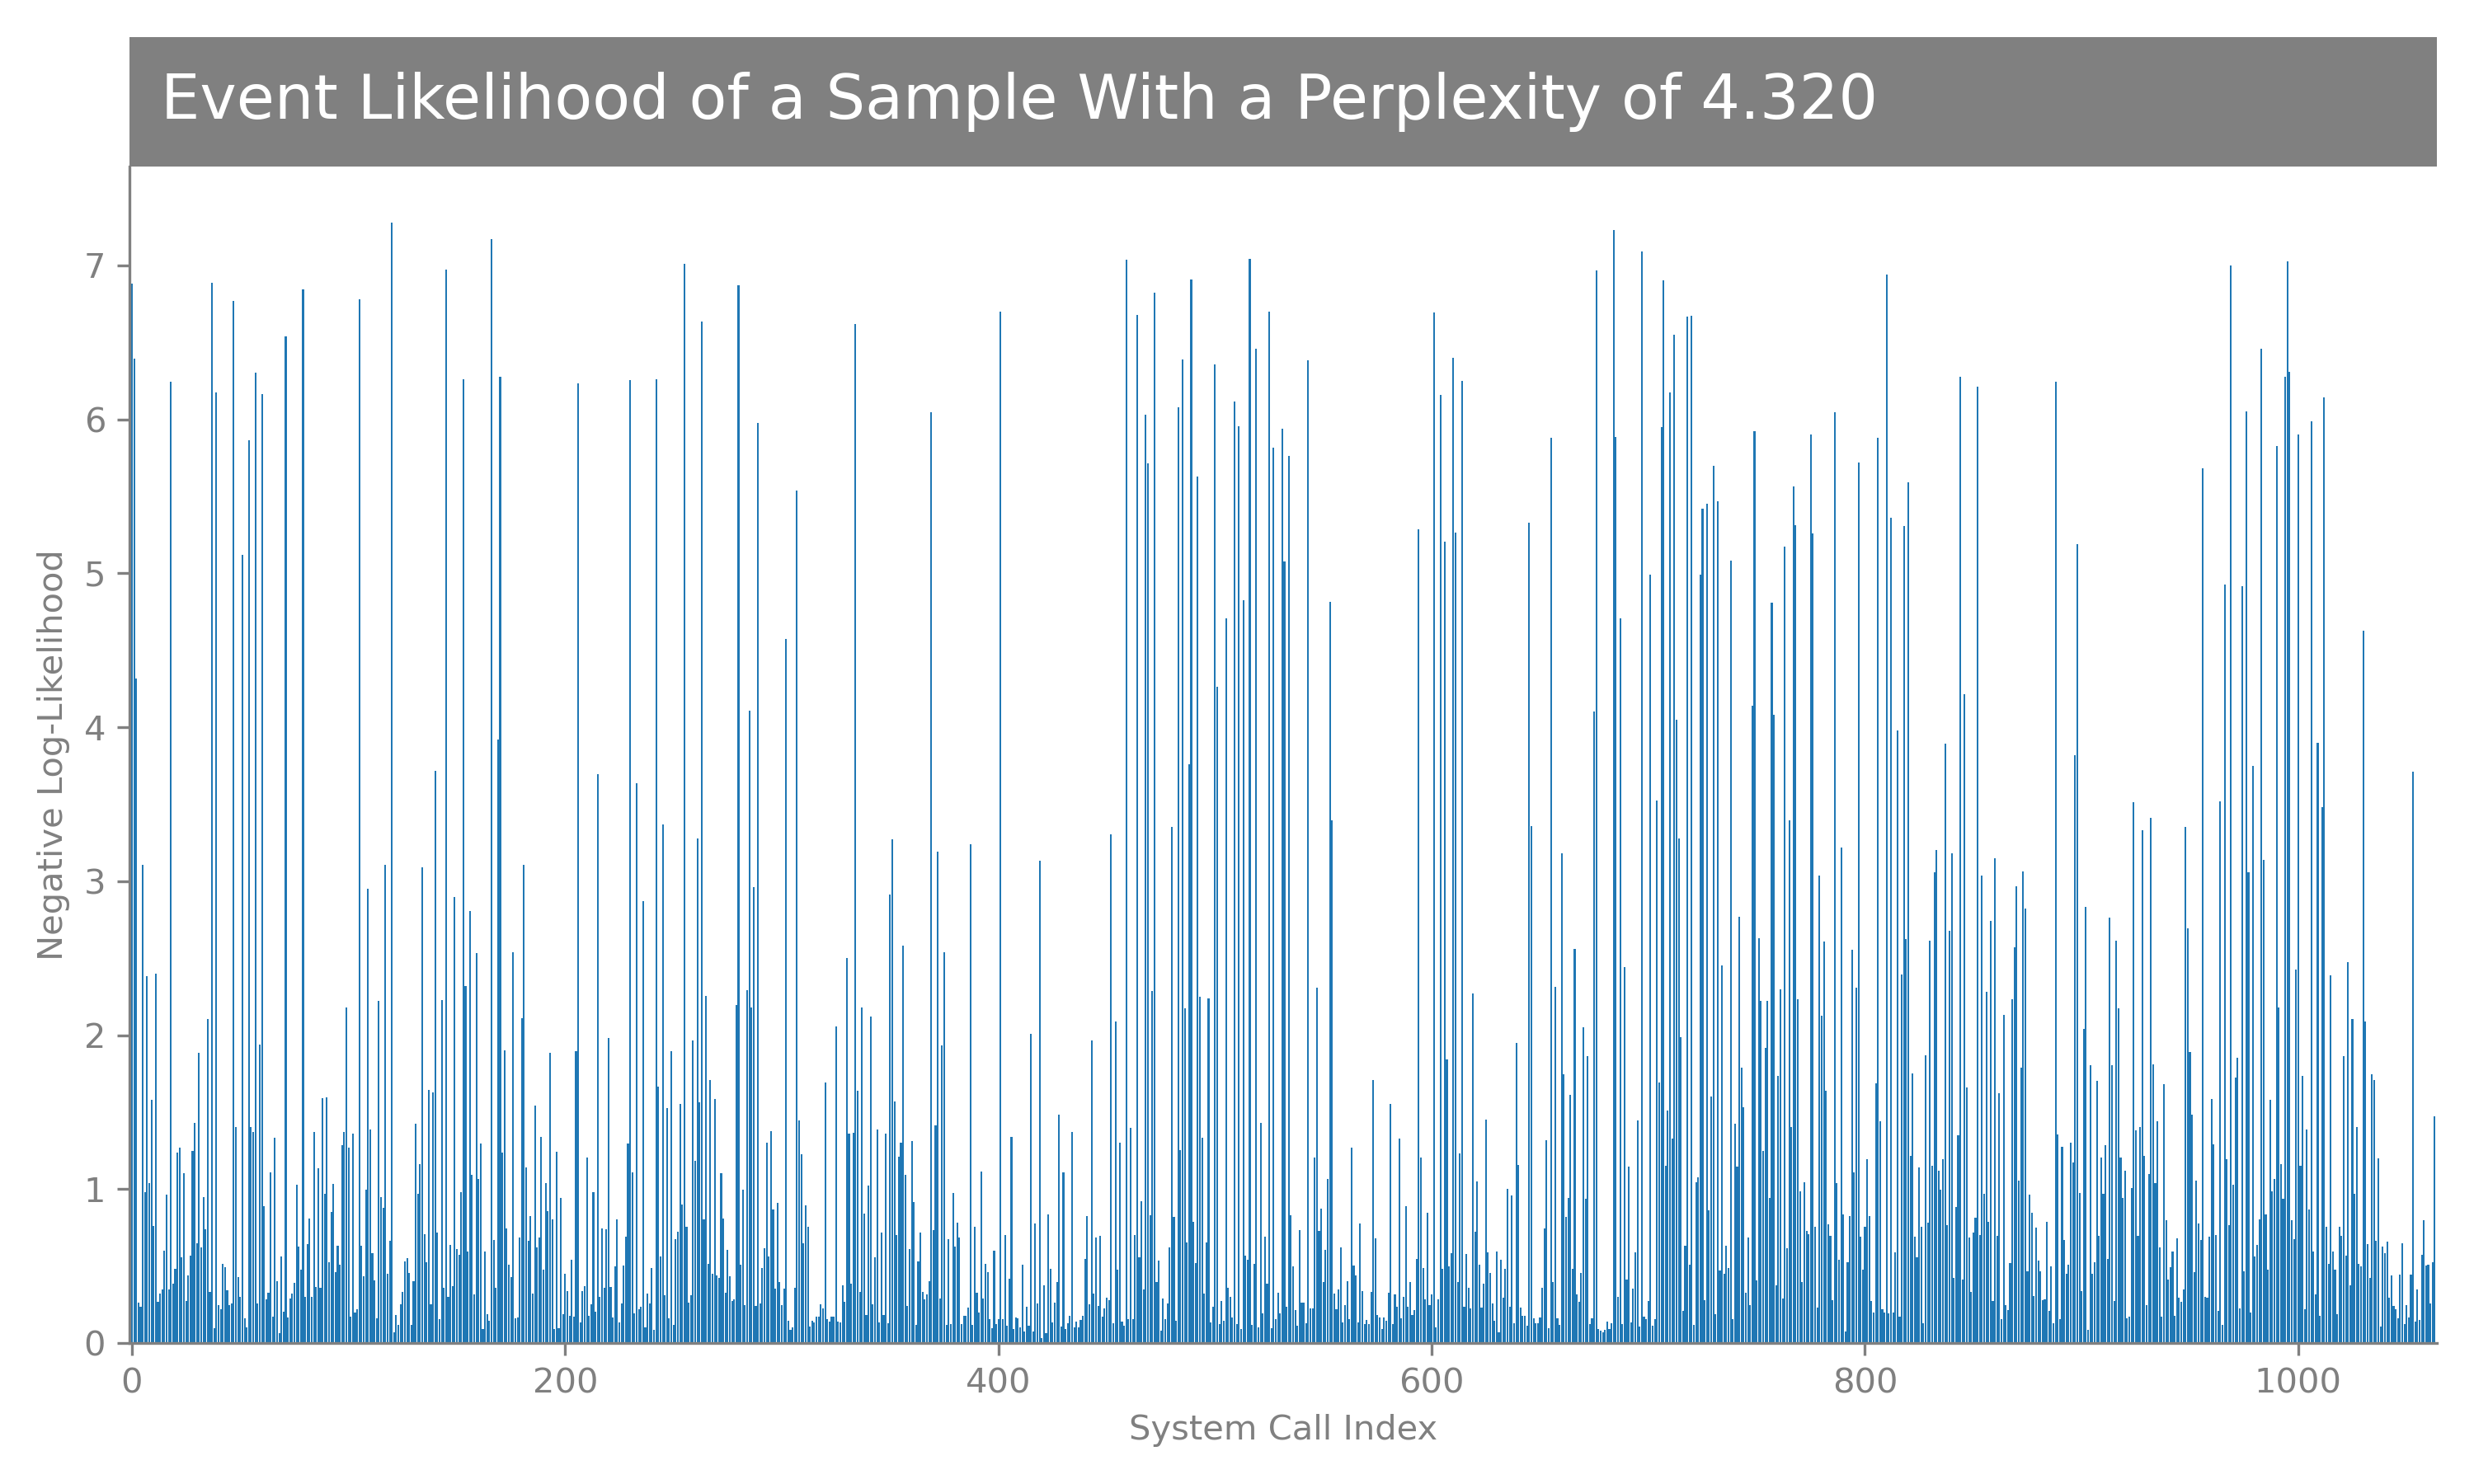 Event Likelihood of a Sample With a Perplexity of 4.320
Negative Log-Likelihood
7
6
5
4
3
2
1
0
0 200 400 600 800 1000
System Call Index